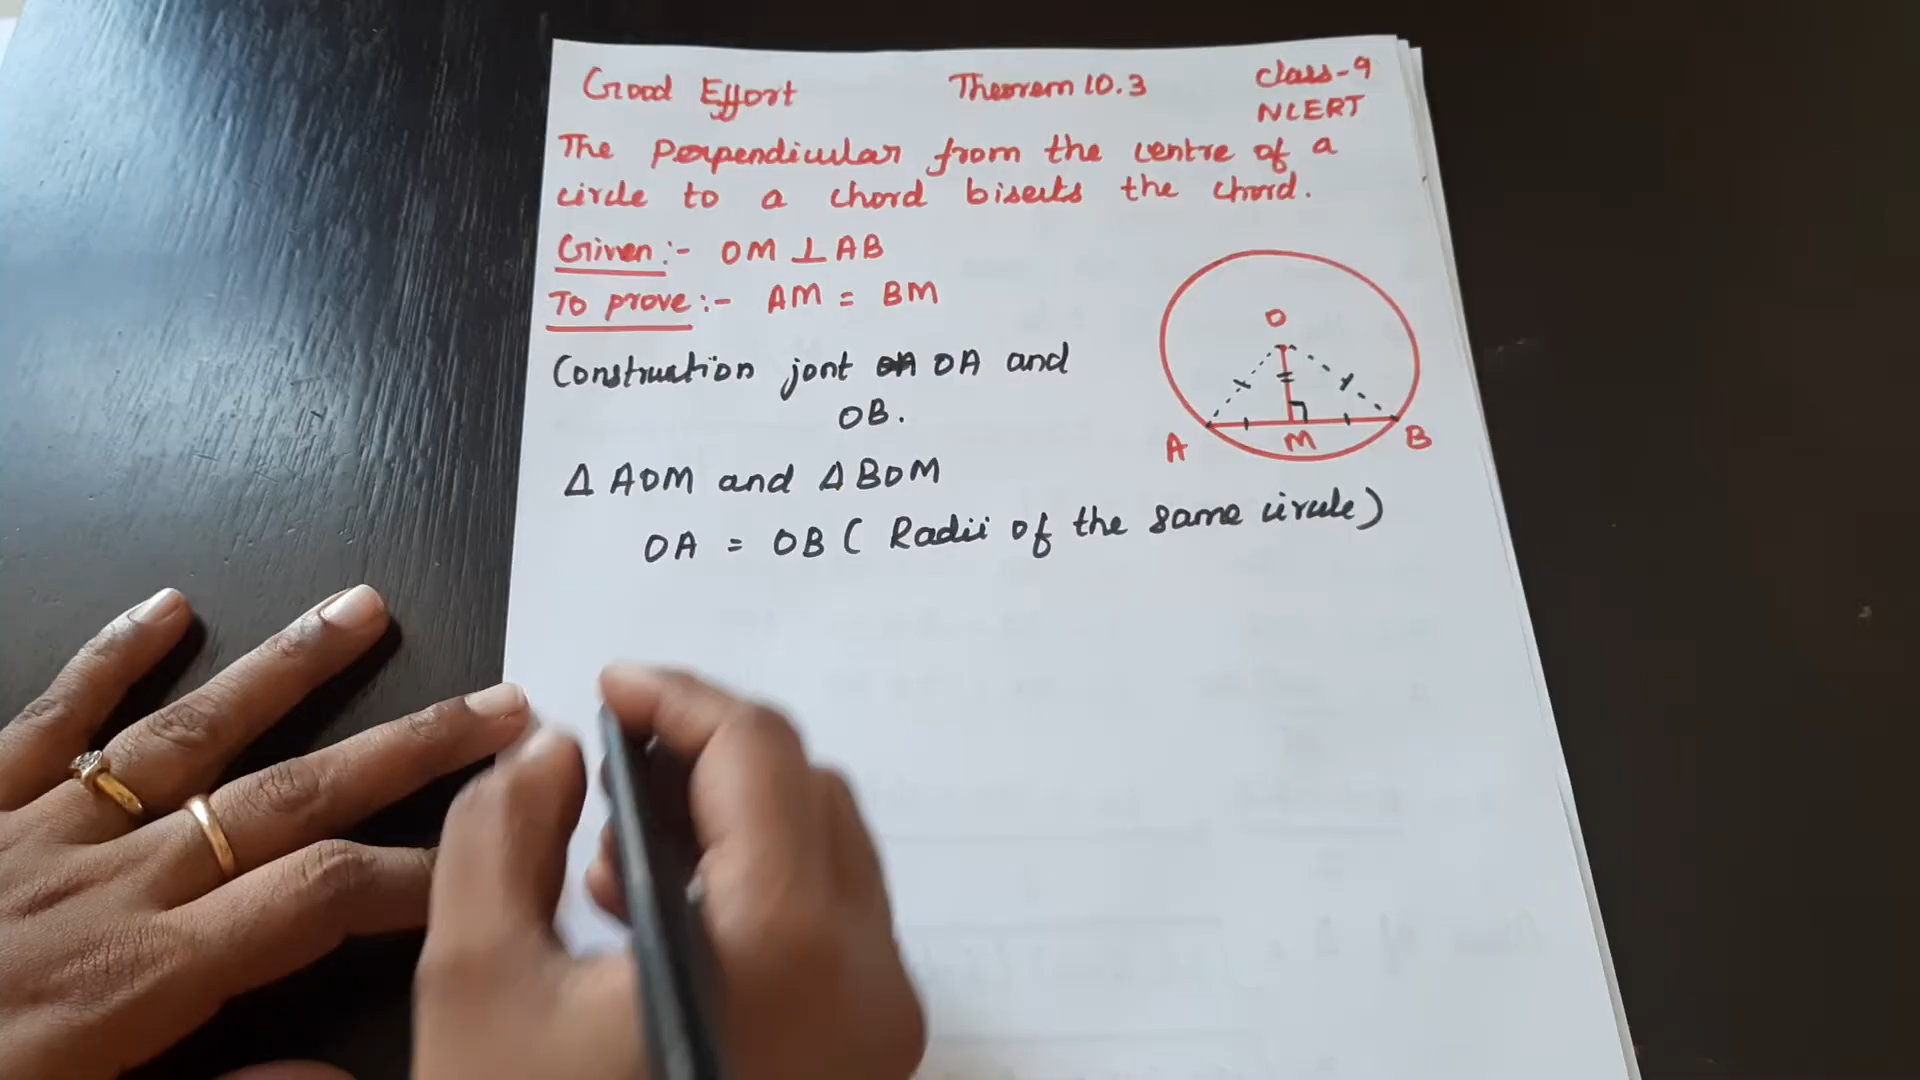 Good Effort Theorem 10.3 Class-9
NCERT
The perpendicular from the centre of a
circle to a chord bisects the chord.
Given :- OM ⊥ AB
To prove :- AM = BM
Construction jont OA and
OB.
Δ AOM and Δ BOM
OA = OB ( Radii of the same circle )
O
A M B